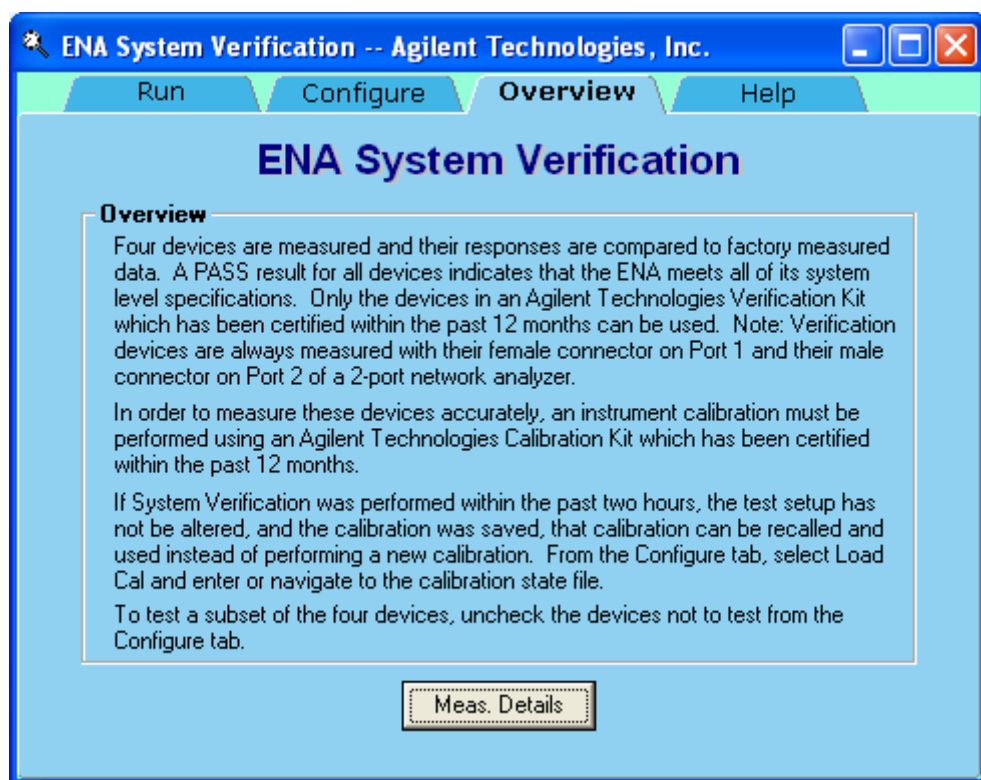 ENA System Verification -- Agilent Technologies, Inc.
Run Configure Overview Help
ENA System Verification
Overview
Four devices are measured and their responses are compared to factory measured
data. A PASS result for all devices indicates that the ENA meets all of its system
level specifications. Only the devices in an Agilent Technologies Verification Kit
which has been certified within the past 12 months can be used. Note: Verification
devices are always measured with their female connector on Port 1 and their male
connector on Port 2 of a 2-port network analyzer.
In order to measure these devices accurately, an instrument calibration must be
performed using an Agilent Technologies Calibration Kit which has been certified
within the past 12 months.
If System Verification was performed within the past two hours, the test setup has
not be altered, and the calibration was saved, that calibration can be recalled and
used instead of performing a new calibration. From the Configure tab, select Load
Cal and enter or navigate to the calibration state file.
To test a subset of the four devices, uncheck the devices not to test from the
Configure tab.
Meas. Details